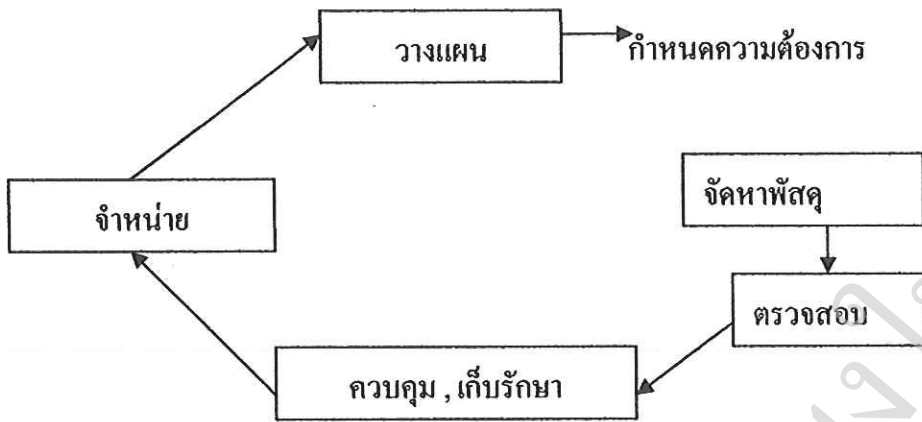 วางแผน
กำหนดความต้องการ
จัดหาพัสดุ
จำหน่าย
ตรวจสอบ
ควบคุม , เก็บรักษา